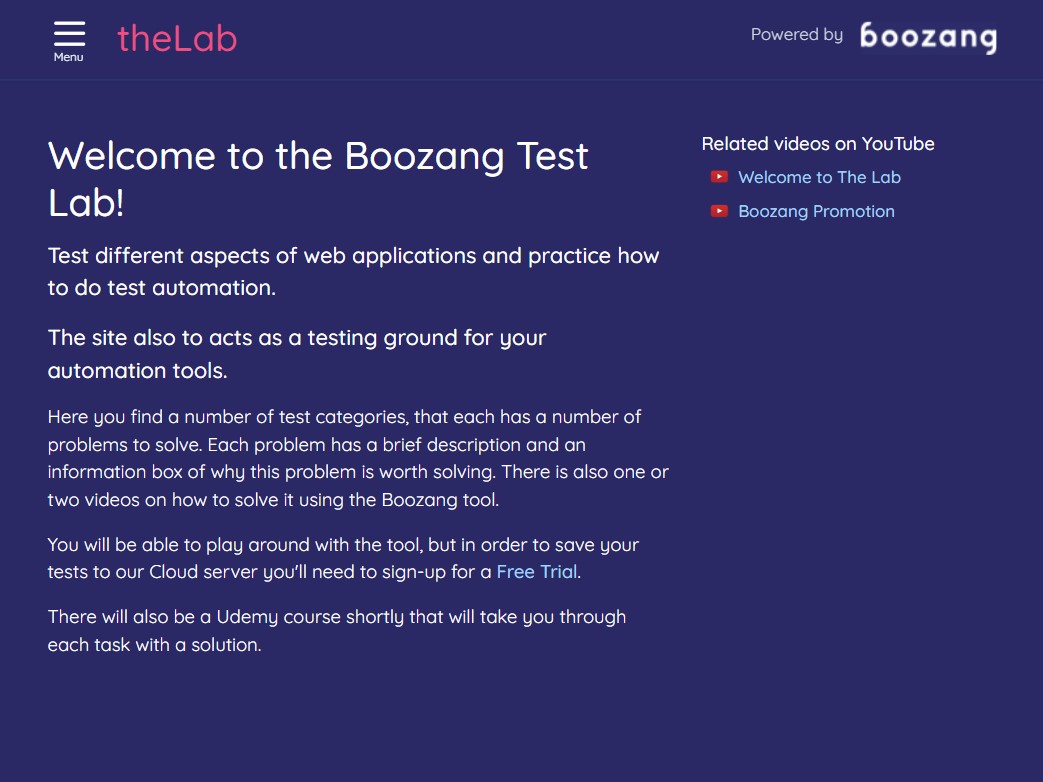 Menu
theLab
Powered by boozang
Welcome to the Boozang Test
Lab!
Test different aspects of web applications and practice how
to do test automation.
The site also to acts as a testing ground for your
automation tools.
Here you find a number of test categories, that each has a number of
problems to solve. Each problem has a brief description and an
information box of why this problem is worth solving. There is also one or
two videos on how to solve it using the Boozang tool.
You will be able to play around with the tool, but in order to save your
tests to our Cloud server you'll need to sign-up for a Free Trial.
There will also be a Udemy course shortly that will take you through
each task with a solution.
Related videos on YouTube
Welcome to The Lab
Boozang Promotion